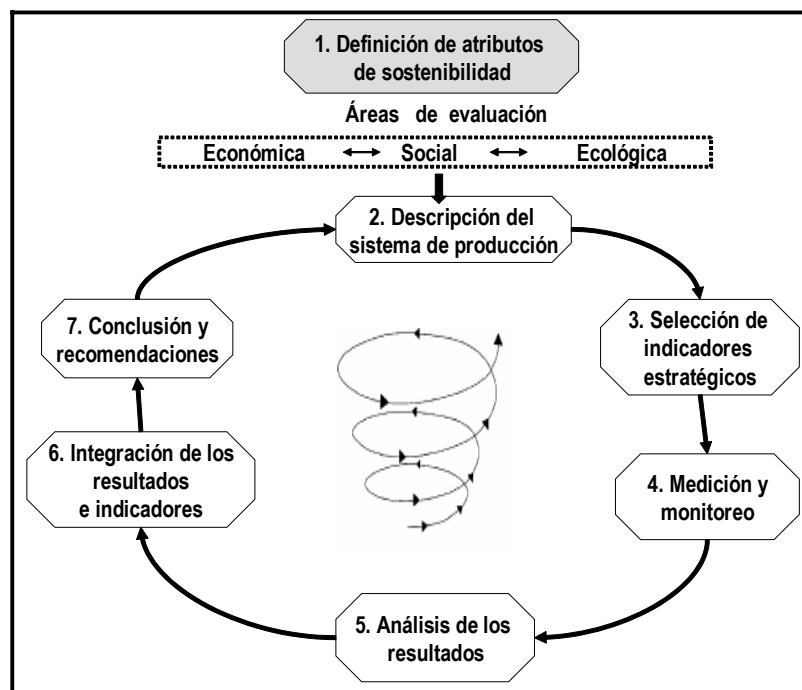 1. Definición de atributos
de sostenibilidad
Áreas de evaluación
Económica Social Ecológica
2. Descripción del
sistema de producción
3. Selección de
indicadores
estratégicos
4. Medición y
monitoreo
5. Análisis de los
resultados
6. Integración de los
resultados
e indicadores
7. Conclusión y
recomendaciones